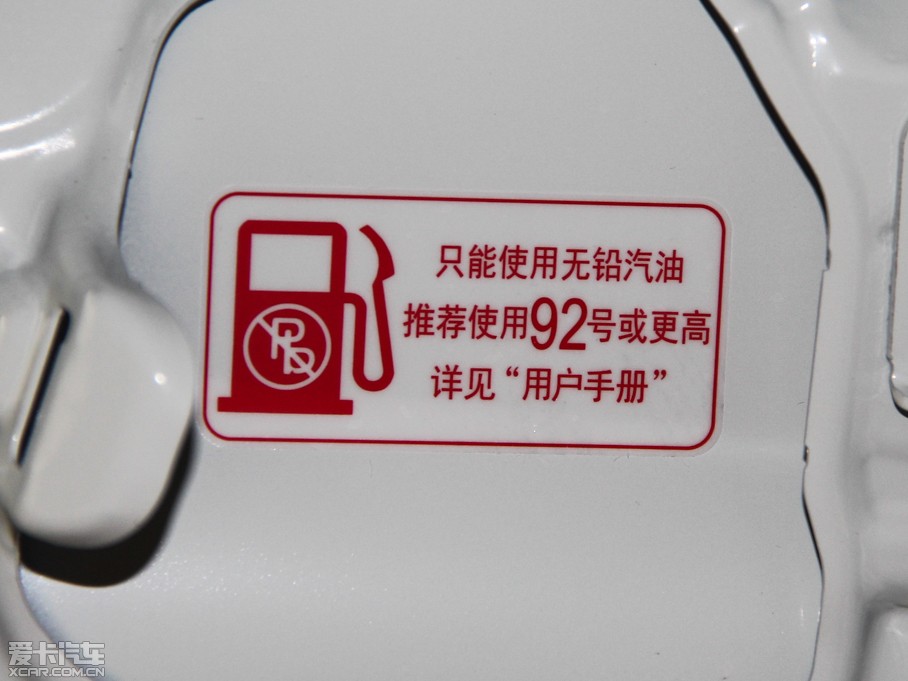 只能使用无铅汽油
推荐使用92号或更高
详见“用户手册”
Pb
爱卡汽车
XCAR.COM.CN